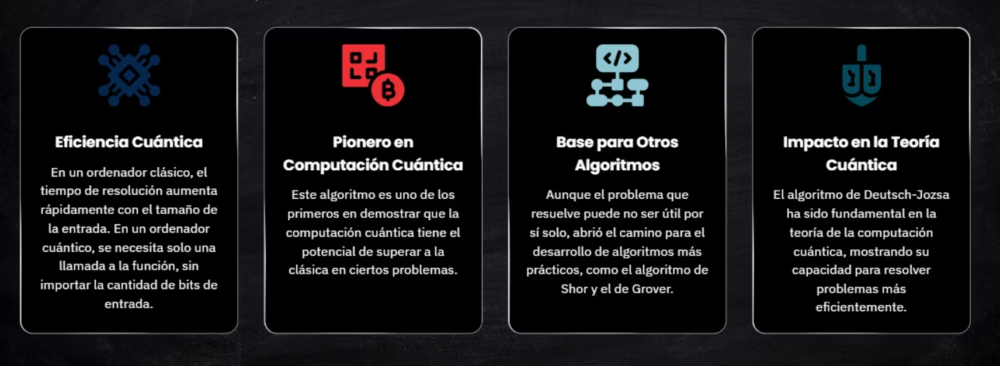 Eficiencia Cuántica
En un ordenador clásico, el
tiempo de resolución aumenta
rápidamente con el tamaño de
la entrada. En un ordenador
cuántico, se necesita solo una
llamada a la función, sin
importar la cantidad de bits de
entrada.
Pionero en
Computación Cuántica
Este algoritmo es uno de los
primeros en demostrar que la
computación cuántica tiene el
potencial de superar a la
clásica en ciertos problemas.
Base para Otros
Algoritmos
Aunque el problema que
resuelve puede no ser útil por
sí solo, abrió el camino para el
desarrollo de algoritmos más
prácticos, como el algoritmo de
Shor y el de Grover.
Impacto en la Teoría
Cuántica
El algoritmo de Deutsch-Jozsa
ha sido fundamental en la
teoría de la computación
cuántica, mostrando su
capacidad para resolver
problemas más
eficientemente.